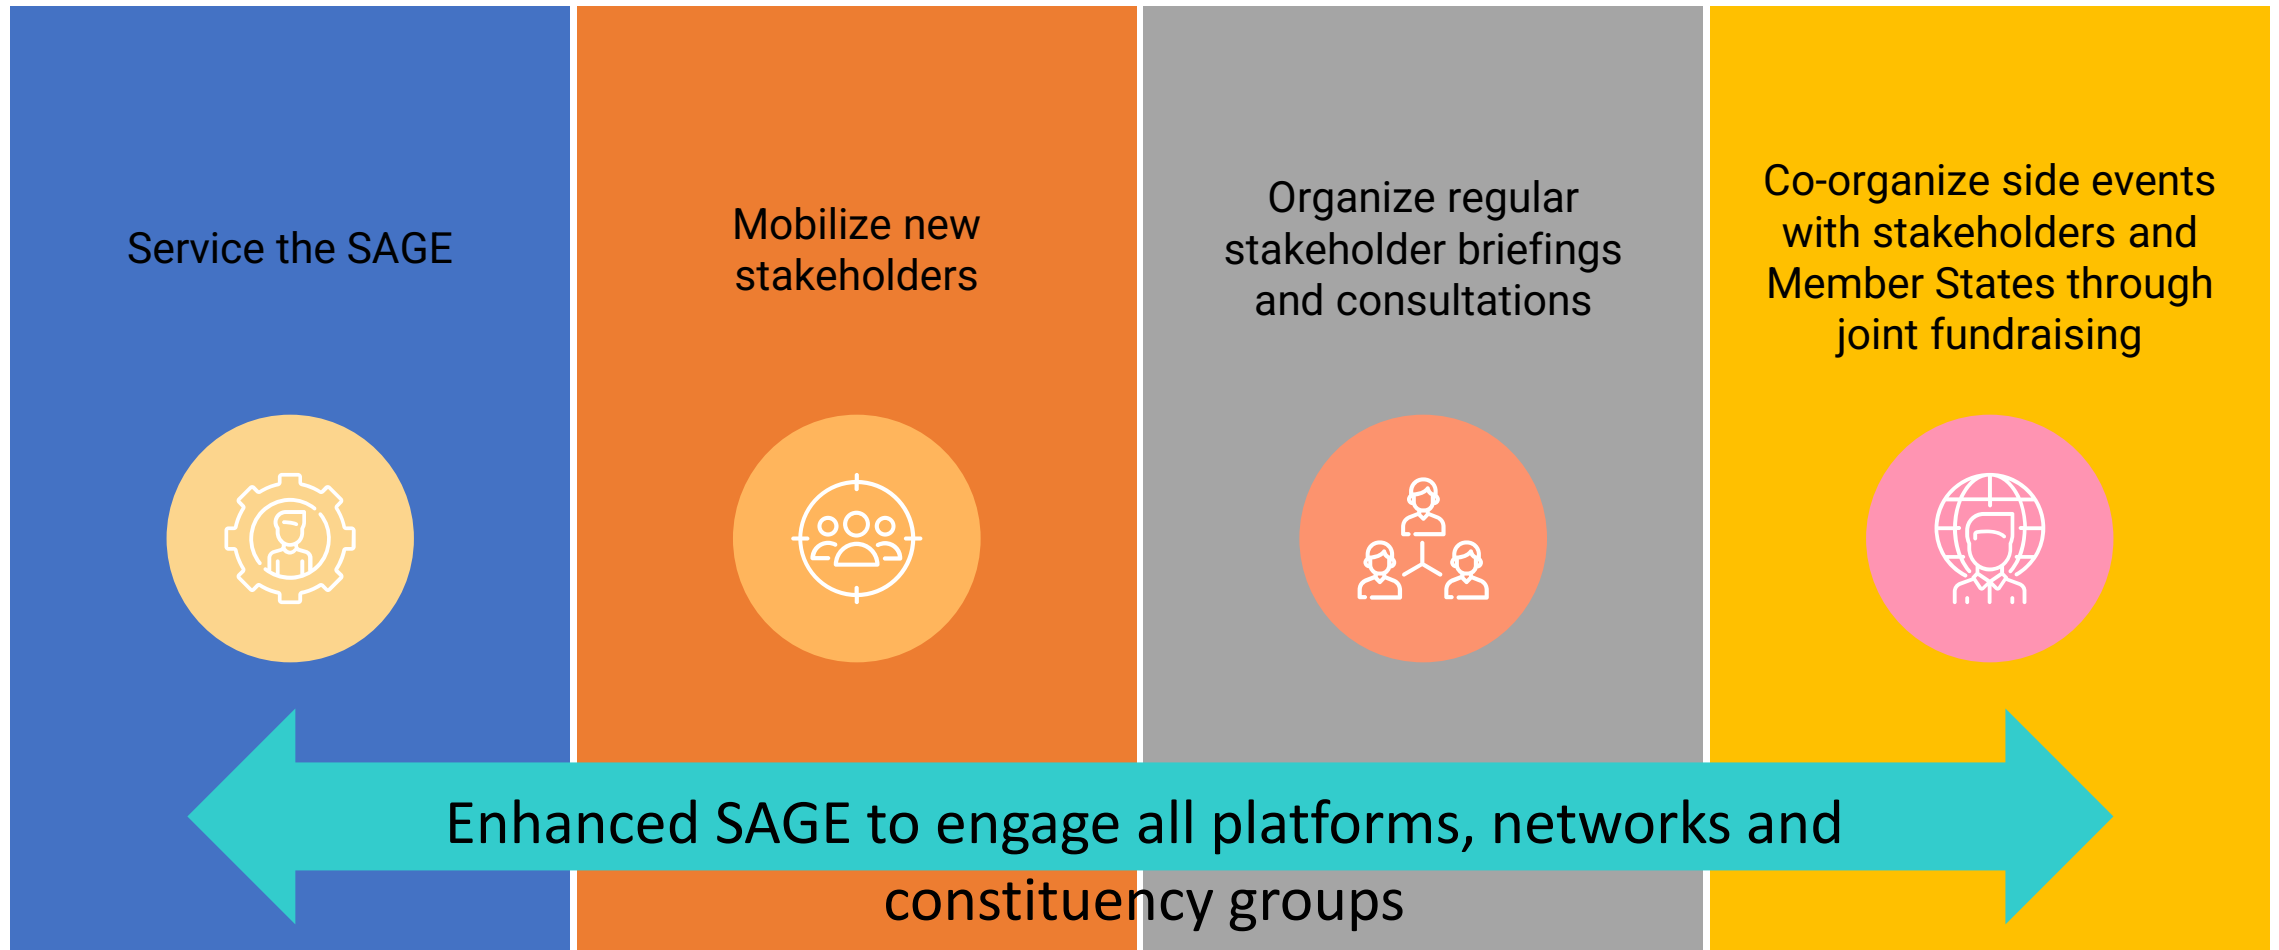 Service the SAGE
Mobilize new
stakeholders
Organize regular
stakeholder briefings
and consultations
Co-organize side events
with stakeholders and
Member States through
joint fundraising
Enhanced SAGE to engage all platforms, networks and
constituency groups